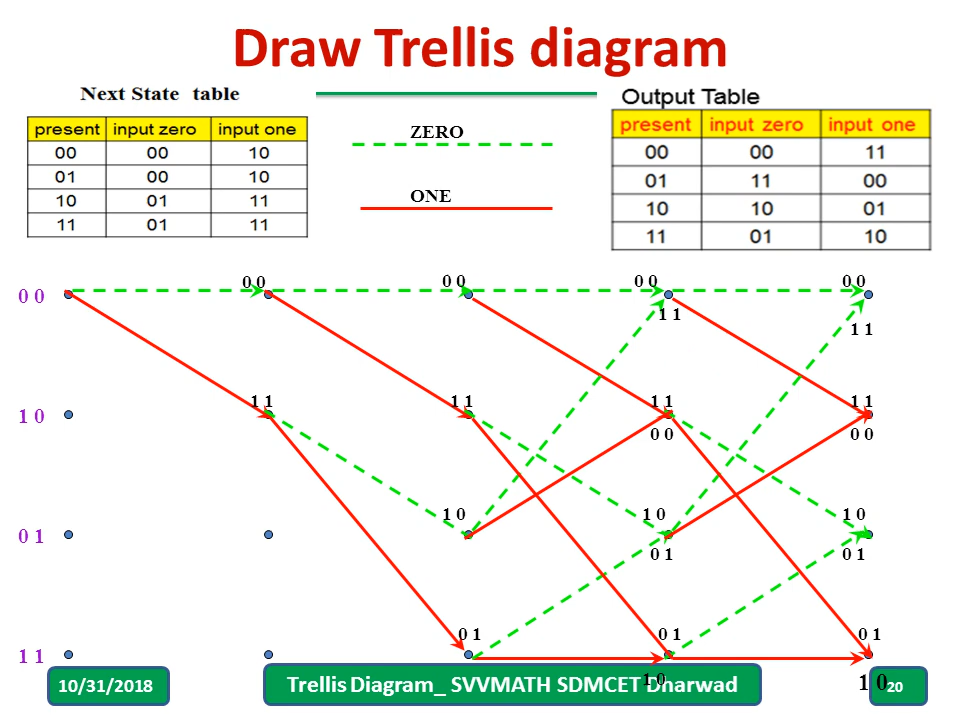 Draw Trellis diagram
Next State table
present input zero input one
00 00 10
01 00 10
10 01 11
11 01 11
ZERO
ONE
Output Table
present input zero input one
00 00 11
01 11 00
10 10 01
11 01 10
0 0
0 0
0 0
0 0
0 0
1 1
1 1
1 0
1 1
1 1
1 1
1 1
0 0
0 0
0 1
1 0
1 0
1 0
0 1
0 1
1 1
0 1
0 1
0 1
1 0
1 0
10/31/2018
Trellis Diagram_ SVVMATH SDMCET Dharwad
20